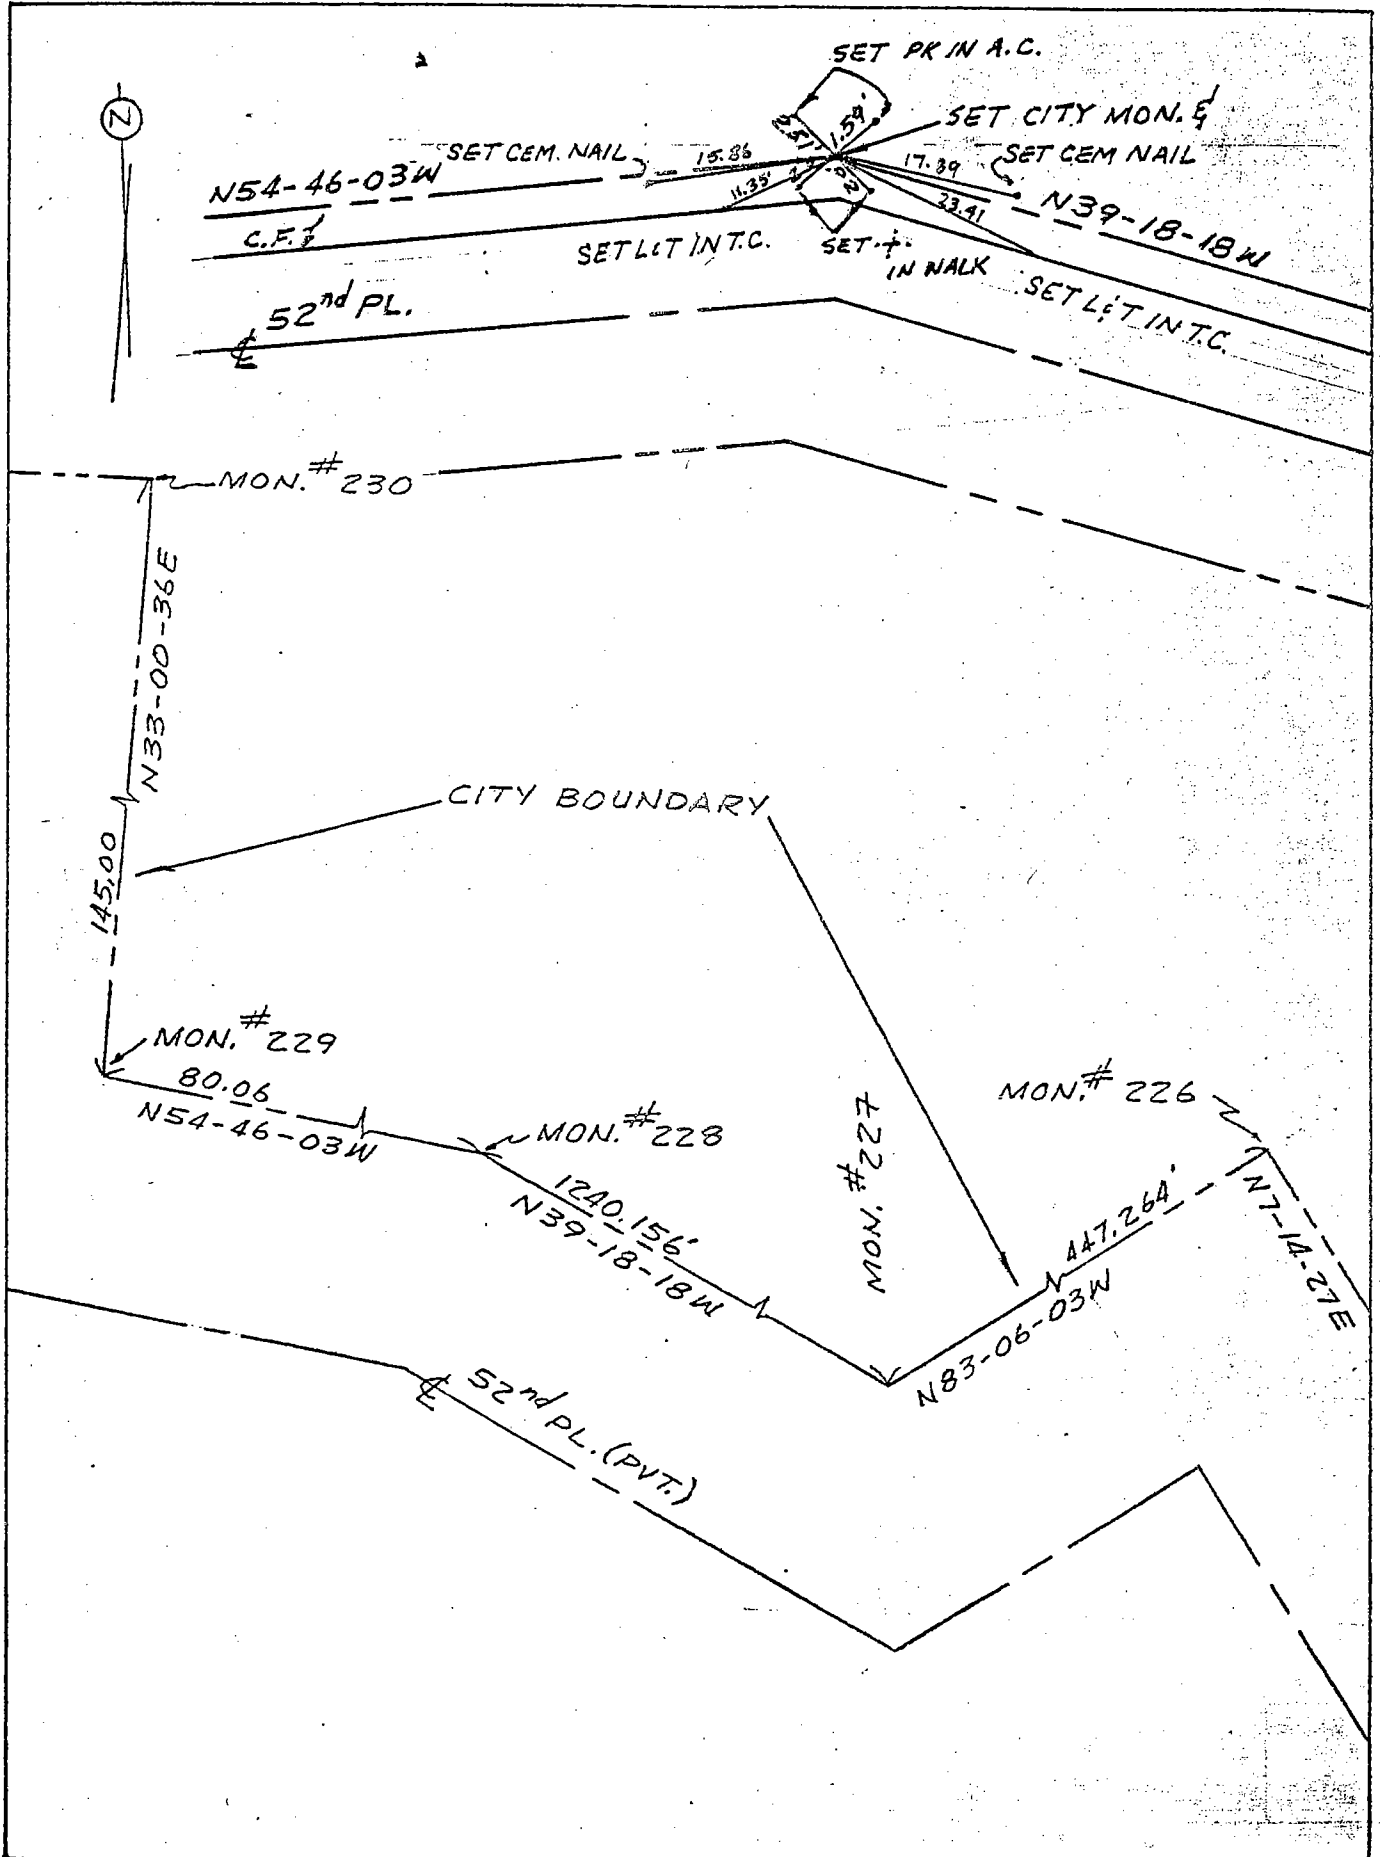 SET PK IN A.C.
SET CITY MON. &
SET CEM. NAIL
15.86
2.51'
1.59'
17.39
SET CEM NAIL
N
N54-46-03W
11.35'
23.41
N39-18-18W
C.F.
SET L&T IN T.C.
SET + IN WALK
SET L&T IN T.C.
52nd PL.
℄
MON. #230
N33-00-36E
CITY BOUNDARY
145.00
MON. #229
80.06
N54-46-03W
MON. #228
1240.156'
N39-18-18W
MON. #227
MON. #226
447.264'
N83-06-03W
N7-14-27E
℄ 52nd PL. (PVT.)